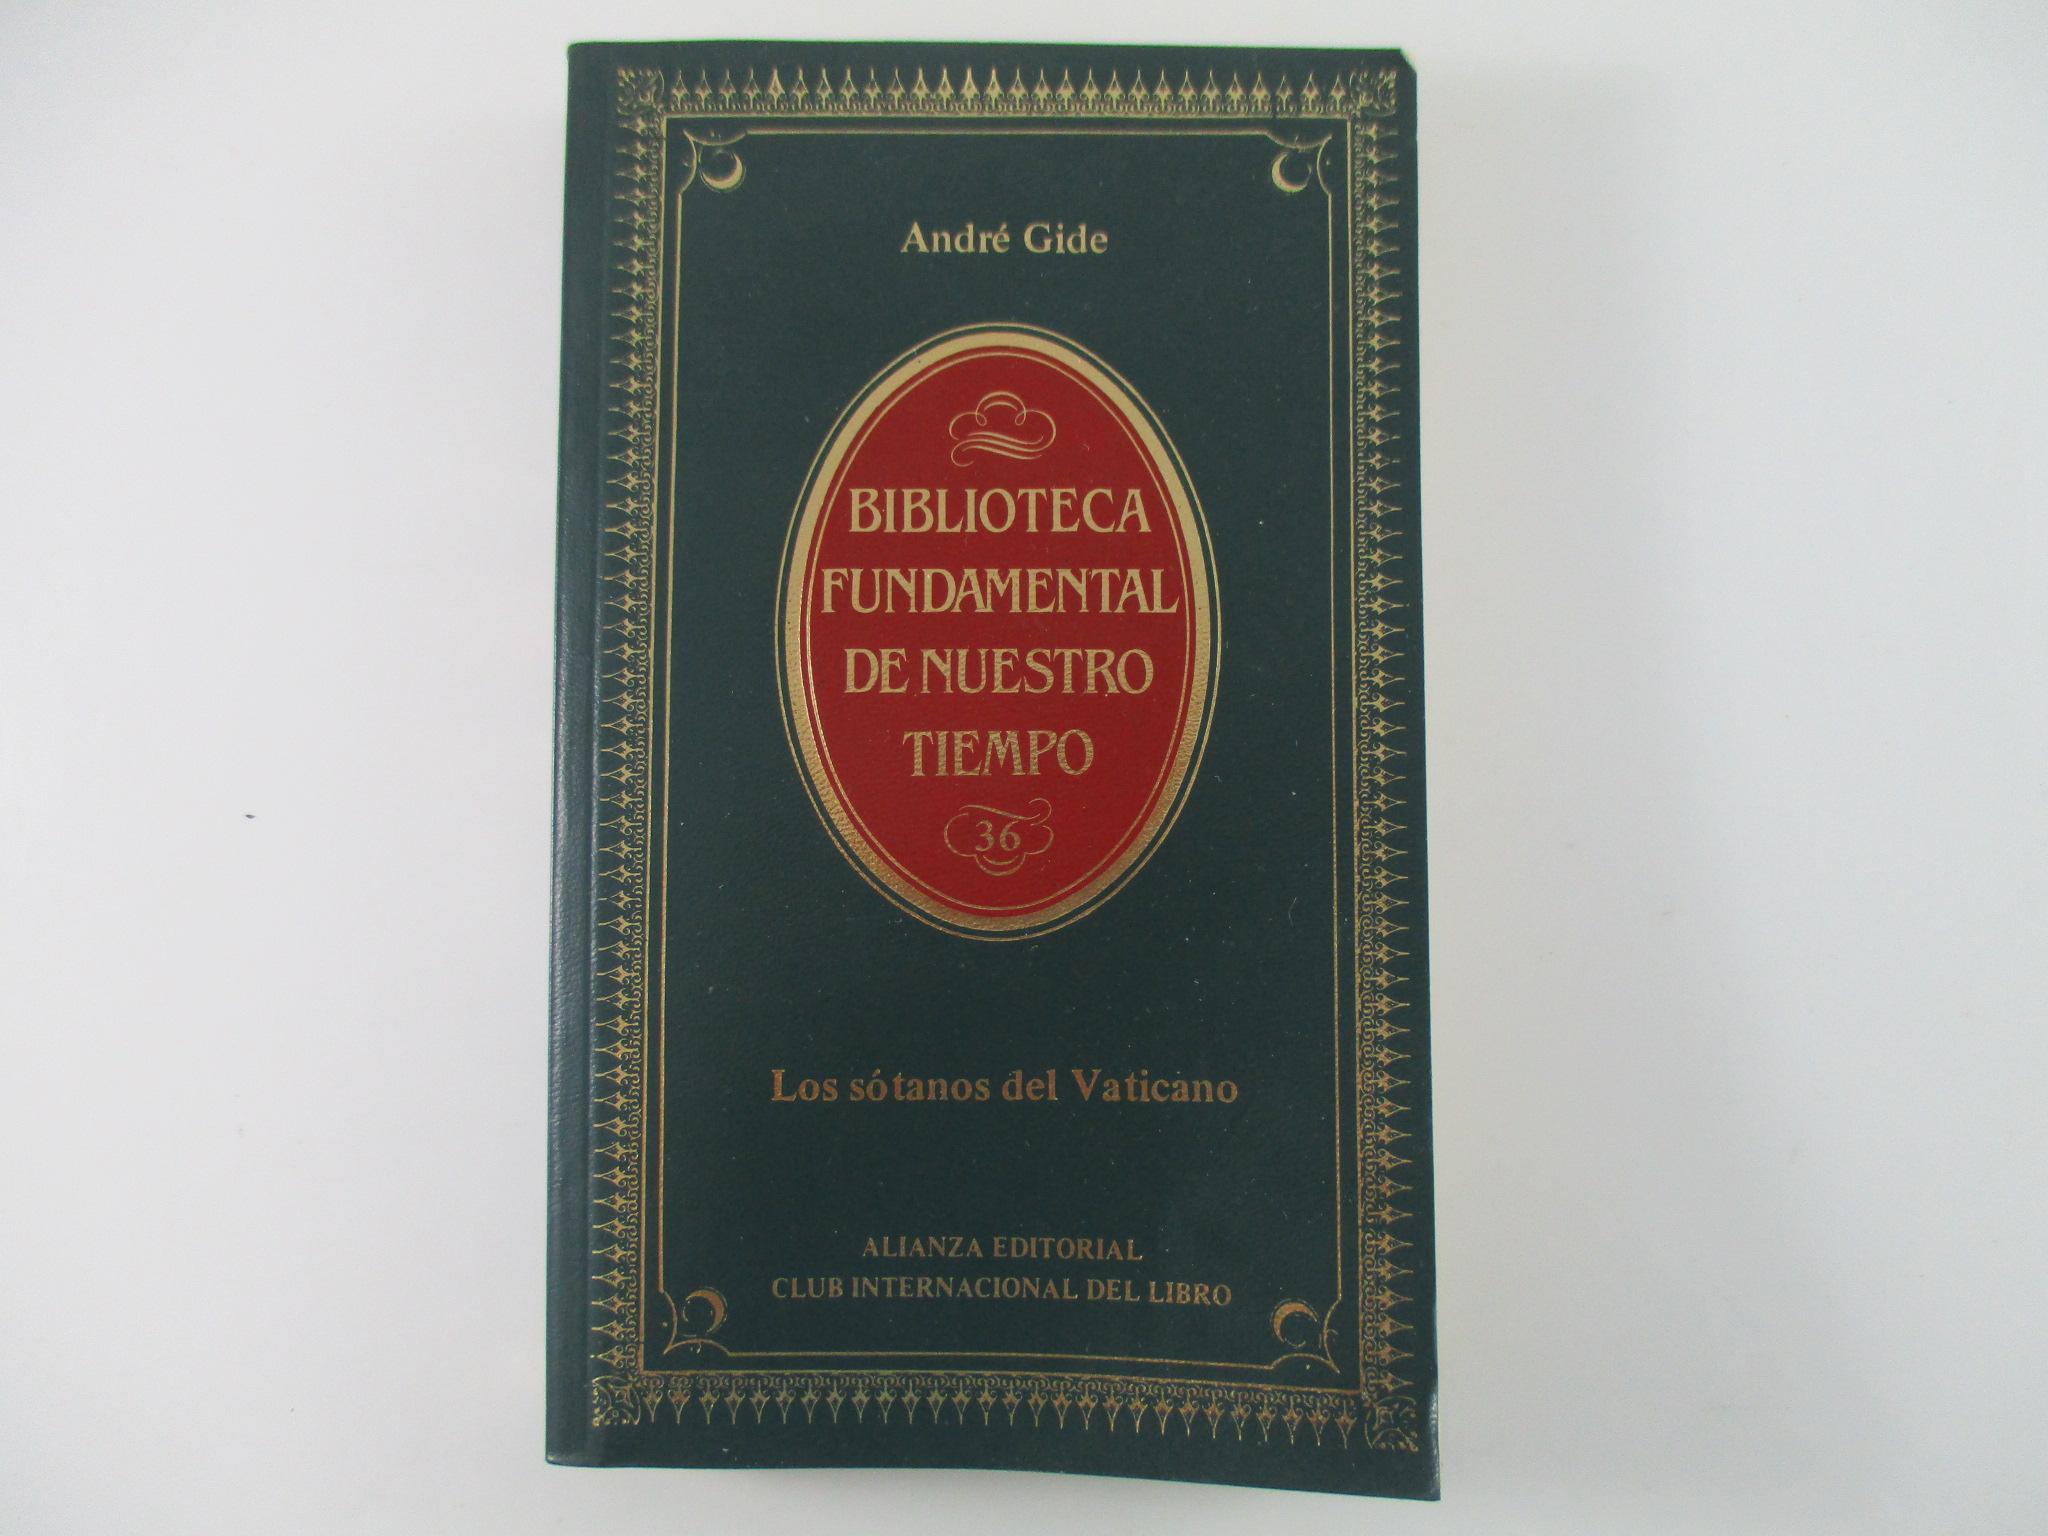 André Gide
BIBLIOTECA
FUNDAMENTAL
DE NUESTRO
TIEMPO
36
Los sótanos del Vaticano
ALIANZA EDITORIAL
CLUB INTERNACIONAL DEL LIBRO